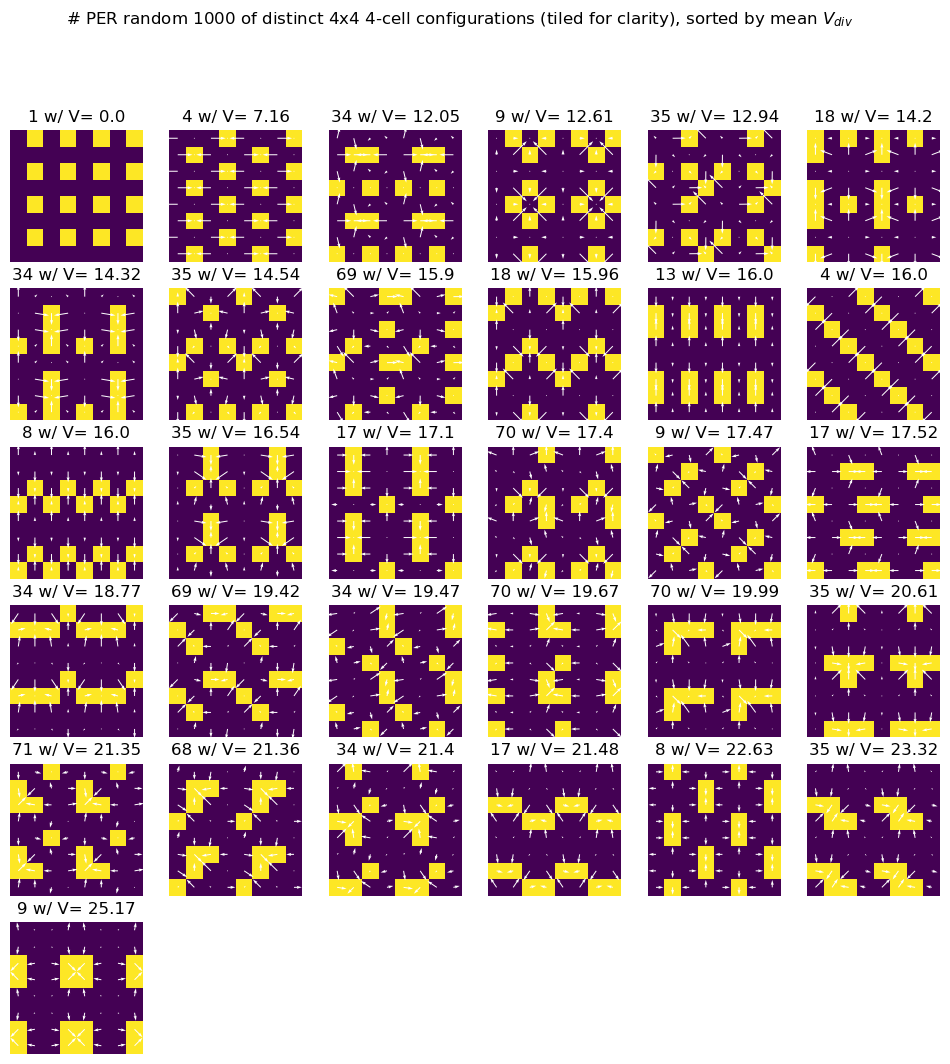 # PER random 1000 of distinct 4x4 4-cell configurations (tiled for clarity), sorted by mean V_div
1 w/ V= 0.0 4 w/ V= 7.16 34 w/ V= 12.05 9 w/ V= 12.61 35 w/ V= 12.94 18 w/ V= 14.2
34 w/ V= 14.32 35 w/ V= 14.54 69 w/ V= 15.9 18 w/ V= 15.96 13 w/ V= 16.0 4 w/ V= 16.0
8 w/ V= 16.0 35 w/ V= 16.54 17 w/ V= 17.1 70 w/ V= 17.4 9 w/ V= 17.47 17 w/ V= 17.52
34 w/ V= 18.77 69 w/ V= 19.42 34 w/ V= 19.47 70 w/ V= 19.67 70 w/ V= 19.99 35 w/ V= 20.61
71 w/ V= 21.35 68 w/ V= 21.36 34 w/ V= 21.4 17 w/ V= 21.48 8 w/ V= 22.63 35 w/ V= 23.32
9 w/ V= 25.17